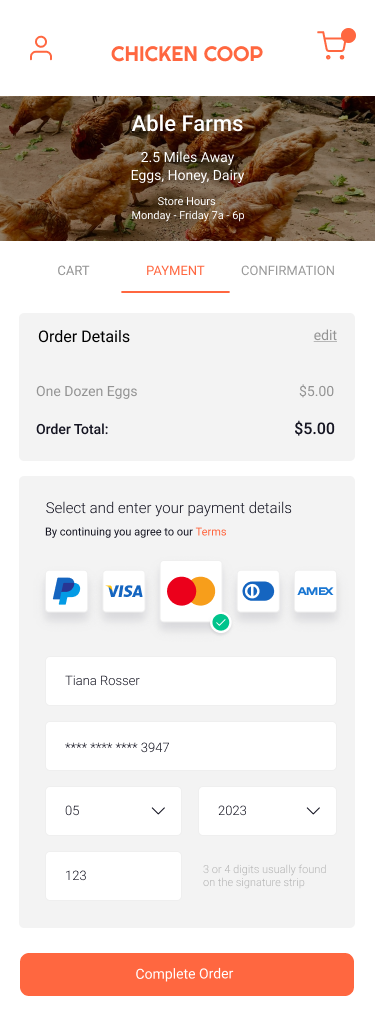 CHICKEN COOP
Able Farms
2.5 Miles Away
Eggs, Honey, Dairy
Store Hours
Monday - Friday 7a - 6p
CART PAYMENT CONFIRMATION
Order Details edit
One Dozen Eggs $5.00
Order Total: $5.00
Select and enter your payment details
By continuing you agree to our Terms
VISA AMEX
Tiana Rosser
**** **** **** 3947
05 2023
123
3 or 4 digits usually found
on the signature strip
Complete Order